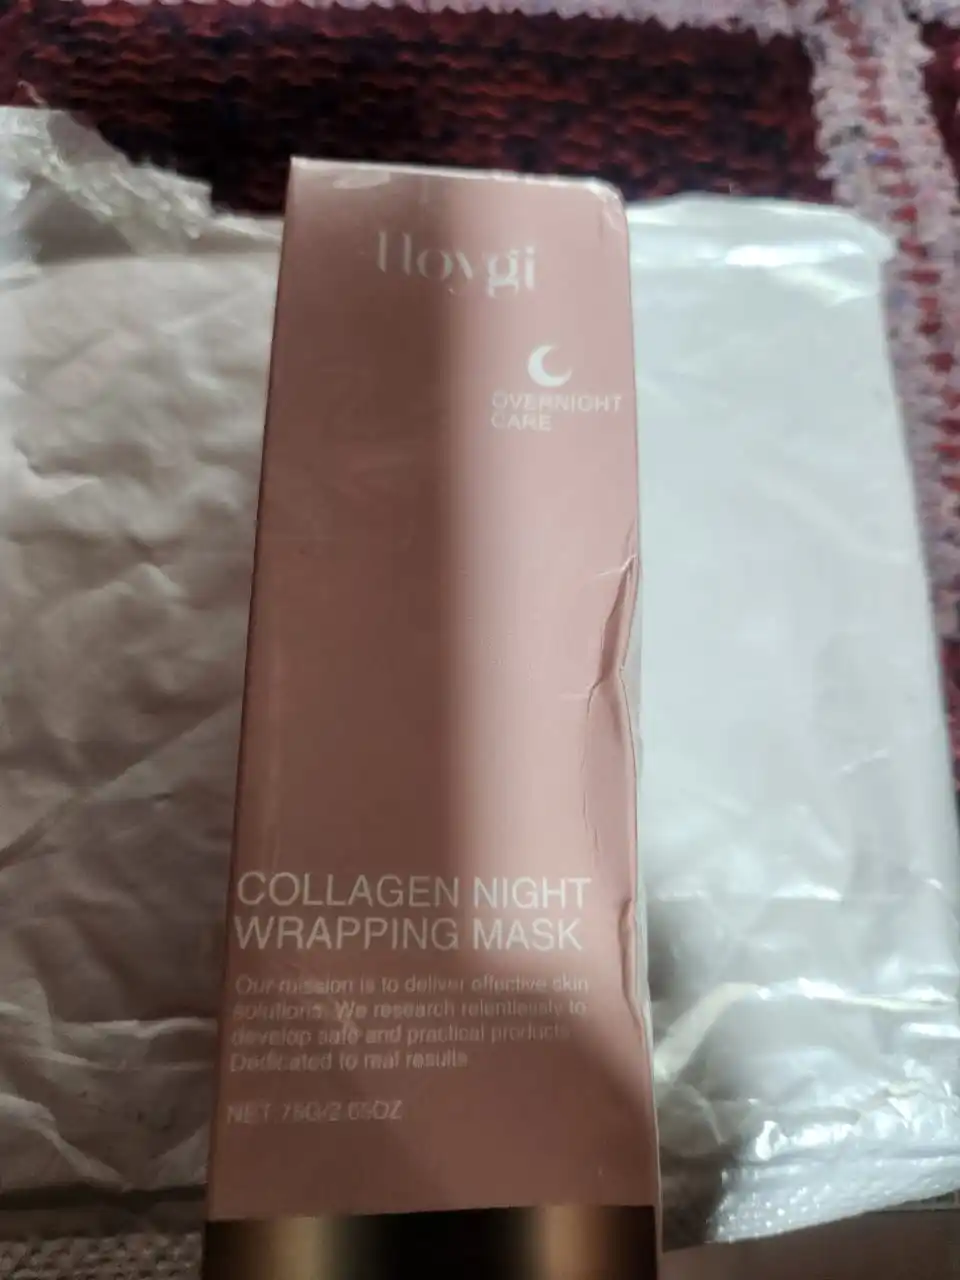 OVERNIGHT
CARE
COLLAGEN NIGHT
WRAPPING MASK
Our mission is to deliver effective skin
solutions. We research relentlessly to
develop safe and practical products
Dedicated to real results
NET 75G/2.65OZ